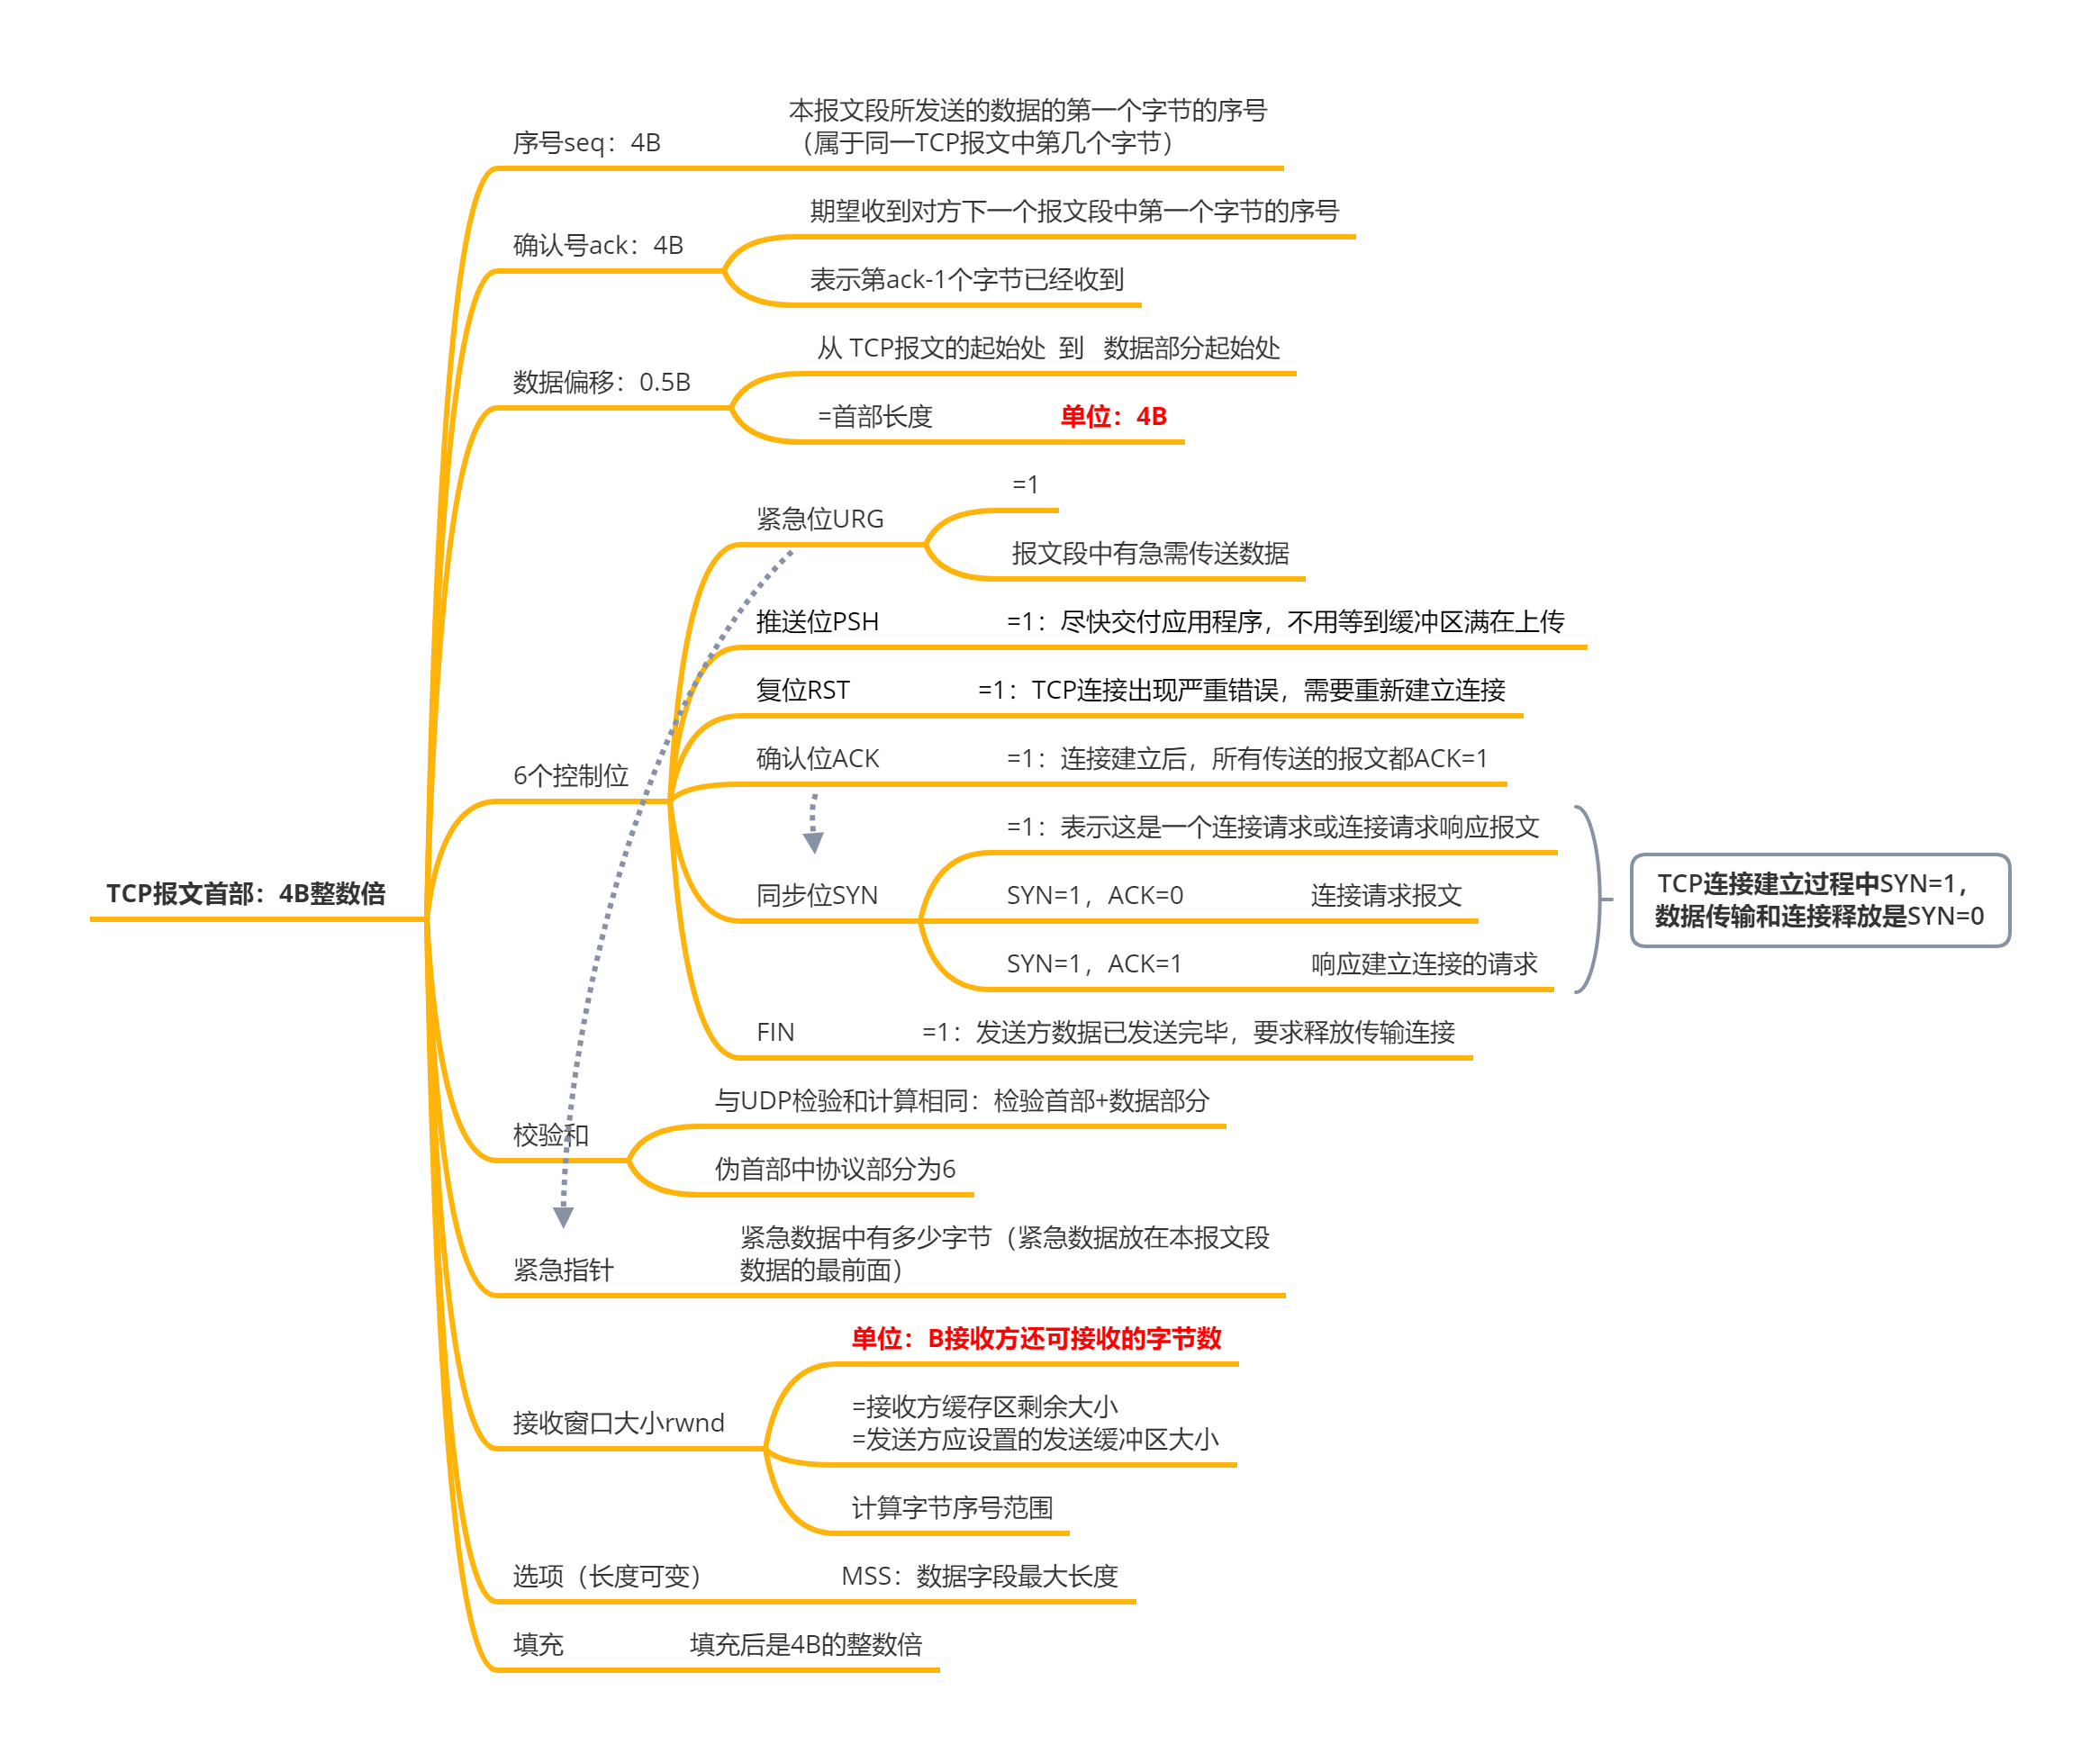 本报文段所发送的数据的第一个字节的序号
序号seq：4B
（属于同一TCP报文中第几个字节）
期望收到对方下一个报文段中第一个字节的序号
确认号ack：4B
表示第ack-1个字节已经收到
从 TCP报文的起始处 到 数据部分起始处
数据偏移：0.5B
=首部长度
单位：4B
=1
紧急位URG
报文段中有急需传送数据
推送位PSH
=1：尽快交付应用程序，不用等到缓冲区满在上传
复位RST
=1：TCP连接出现严重错误，需要重新建立连接
确认位ACK
=1：连接建立后，所有传送的报文都ACK=1
6个控制位
=1：表示这是一个连接请求或连接请求响应报文
同步位SYN
SYN=1，ACK=0
连接请求报文
SYN=1，ACK=1
响应建立连接的请求
TCP连接建立过程中SYN=1，
数据传输和连接释放是SYN=0
TCP报文首部：4B整数倍
FIN
=1：发送方数据已发送完毕，要求释放传输连接
与UDP检验和计算相同：检验首部+数据部分
校验和
伪首部中协议部分为6
紧急数据中有多少字节（紧急数据放在本报文段
紧急指针
数据的最前面）
单位：B接收方还可接收的字节数
=接收方缓存区剩余大小
接收窗口大小rwnd
=发送方应设置的发送缓冲区大小
计算字节序号范围
选项（长度可变）
MSS：数据字段最大长度
填充
填充后是4B的整数倍